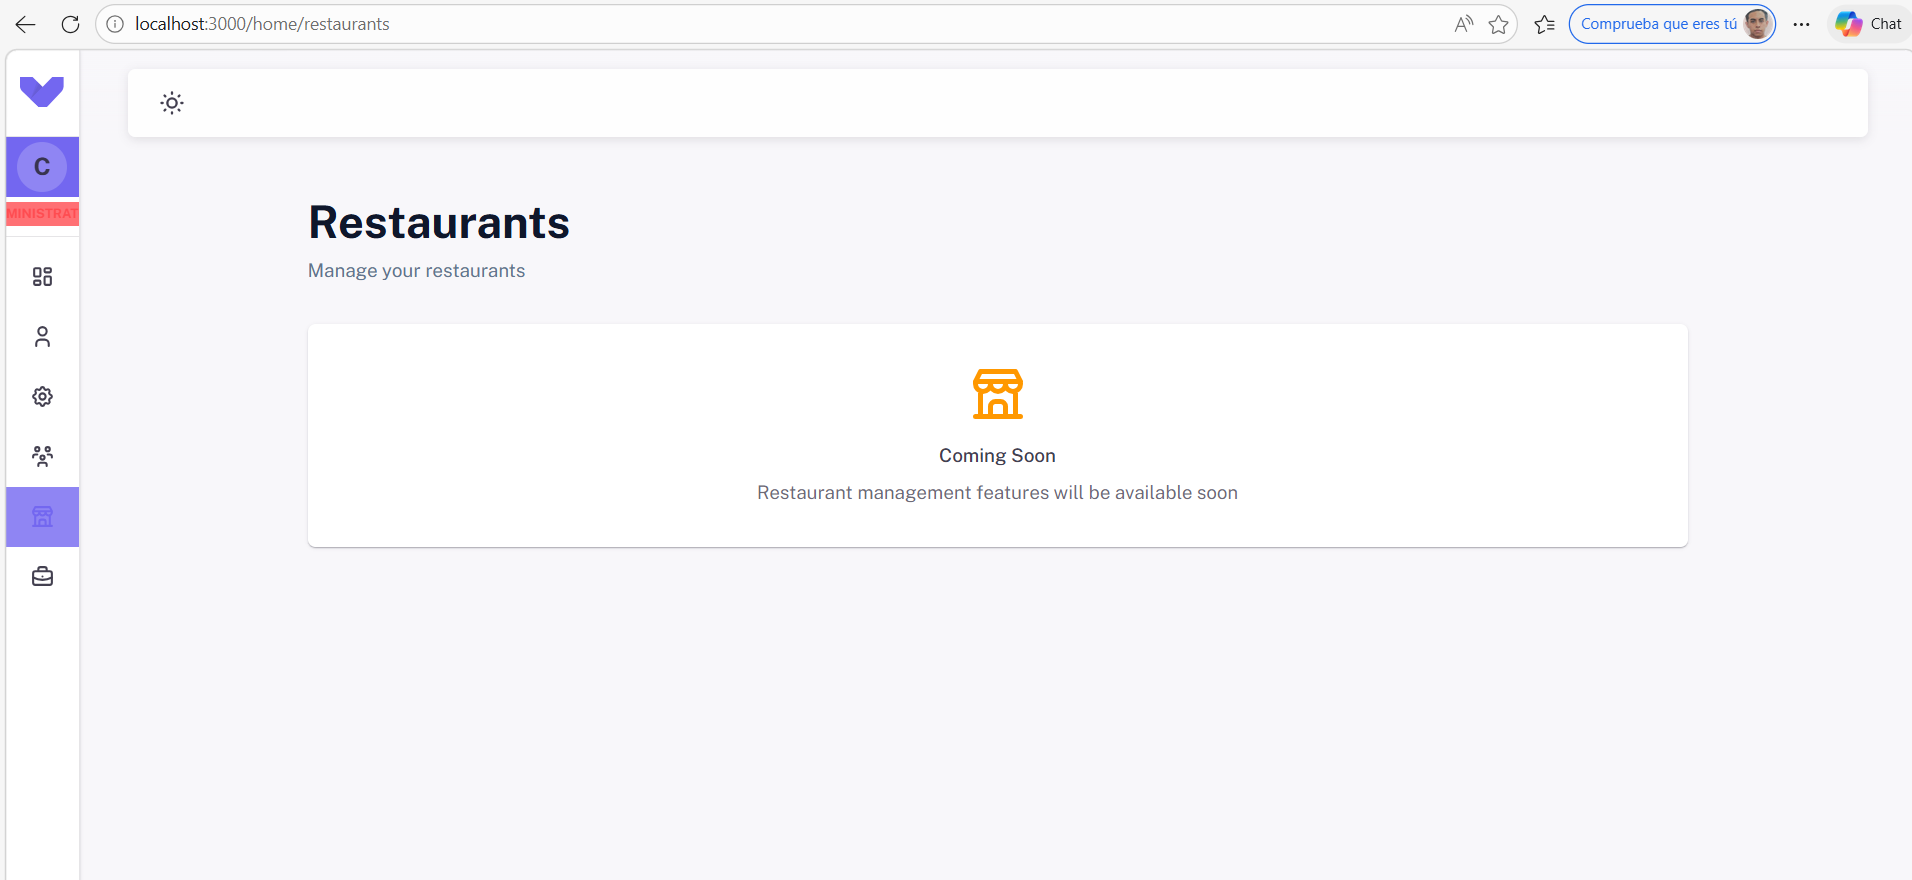 localhost:3000/home/restaurants
Comprueba que eres tú
Chat
C
MINISTRAT
Restaurants
Manage your restaurants
Coming Soon
Restaurant management features will be available soon